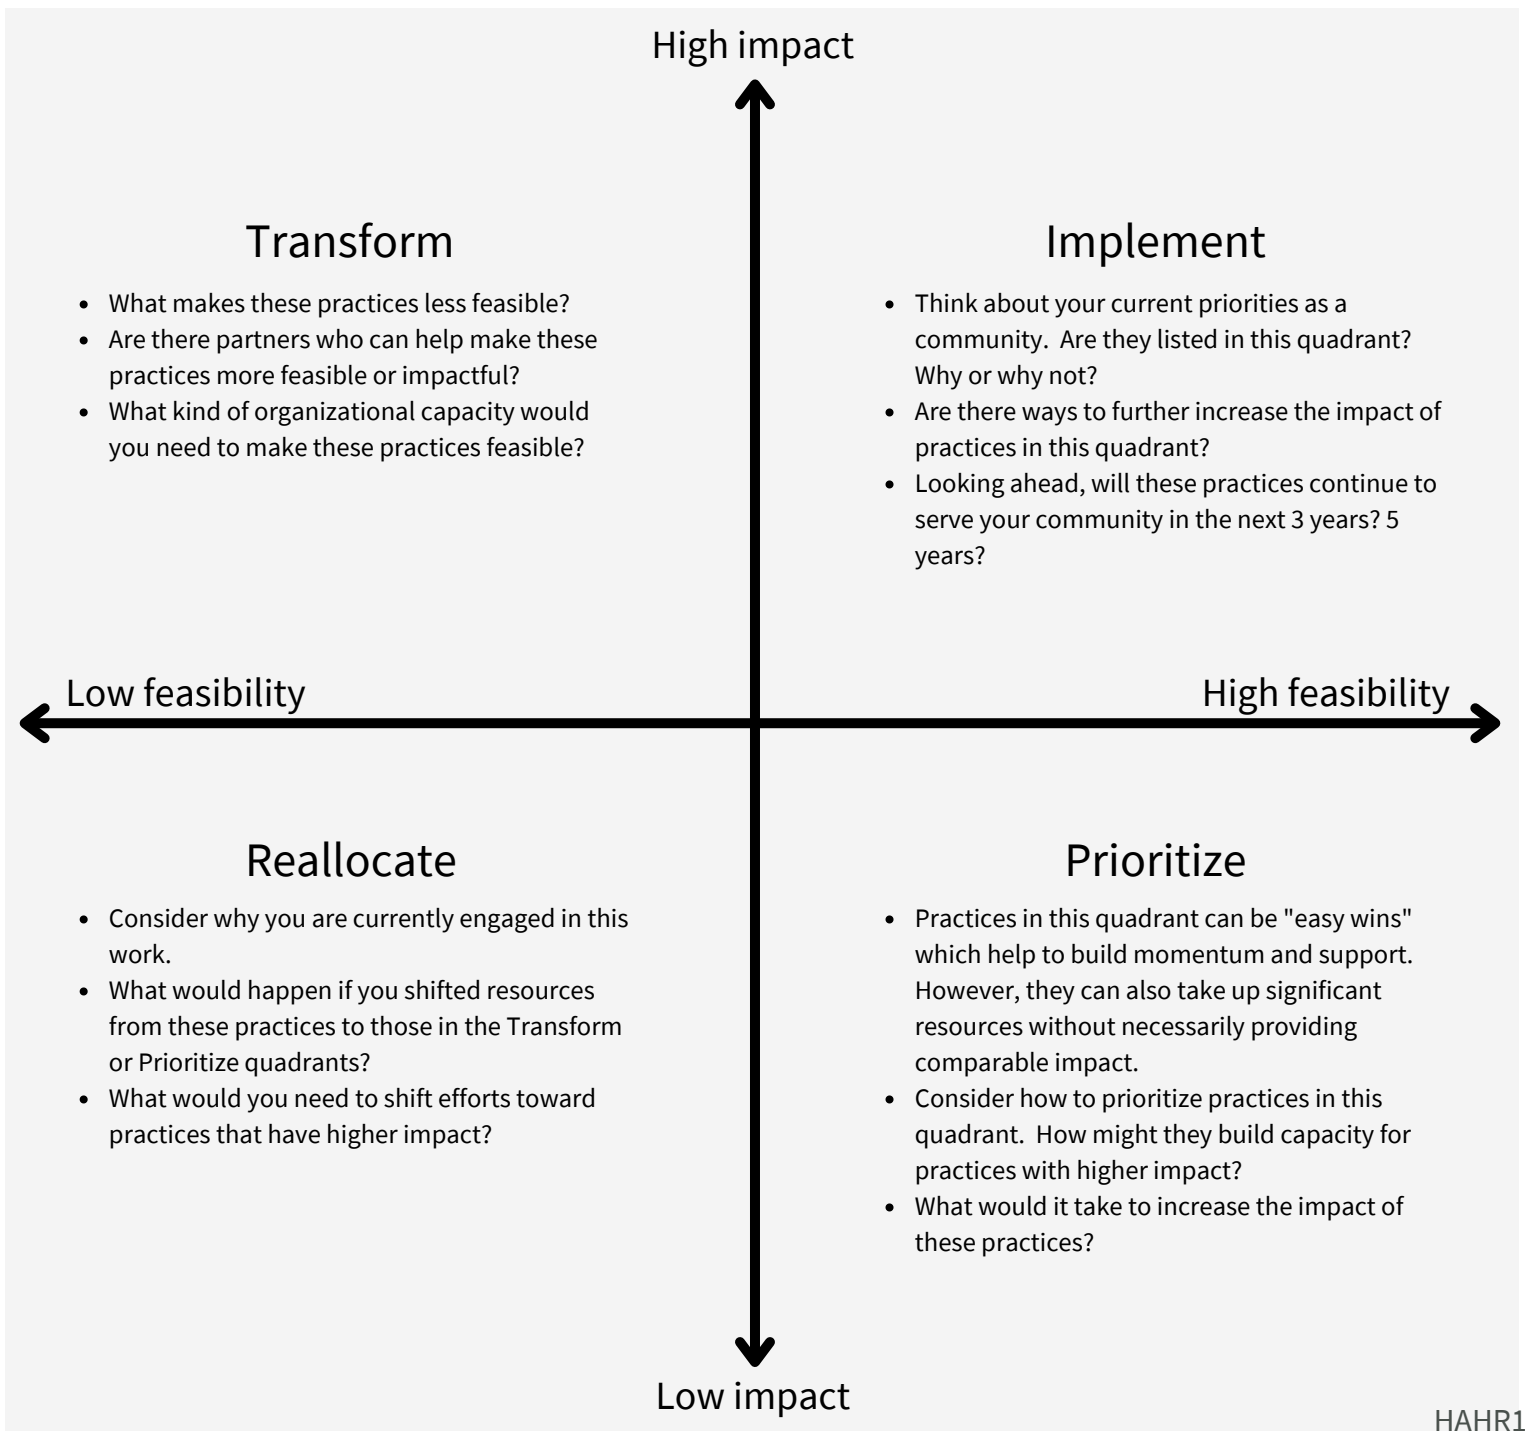 High impact
Transform
• What makes these practices less feasible?
• Are there partners who can help make these
practices more feasible or impactful?
• What kind of organizational capacity would
you need to make these practices feasible?
Implement
• Think about your current priorities as a
community.  Are they listed in this quadrant?
Why or why not?
• Are there ways to further increase the impact of
practices in this quadrant?
• Looking ahead, will these practices continue to
serve your community in the next 3 years? 5
years?
Low feasibility
High feasibility
Reallocate
• Consider why you are currently engaged in this
work.
• What would happen if you shifted resources
from these practices to those in the Transform
or Prioritize quadrants?
• What would you need to shift efforts toward
practices that have higher impact?
Prioritize
• Practices in this quadrant can be "easy wins"
which help to build momentum and support.
However, they can also take up significant
resources without necessarily providing
comparable impact.
• Consider how to prioritize practices in this
quadrant.  How might they build capacity for
practices with higher impact?
• What would it take to increase the impact of
these practices?
Low impact
HAHR1